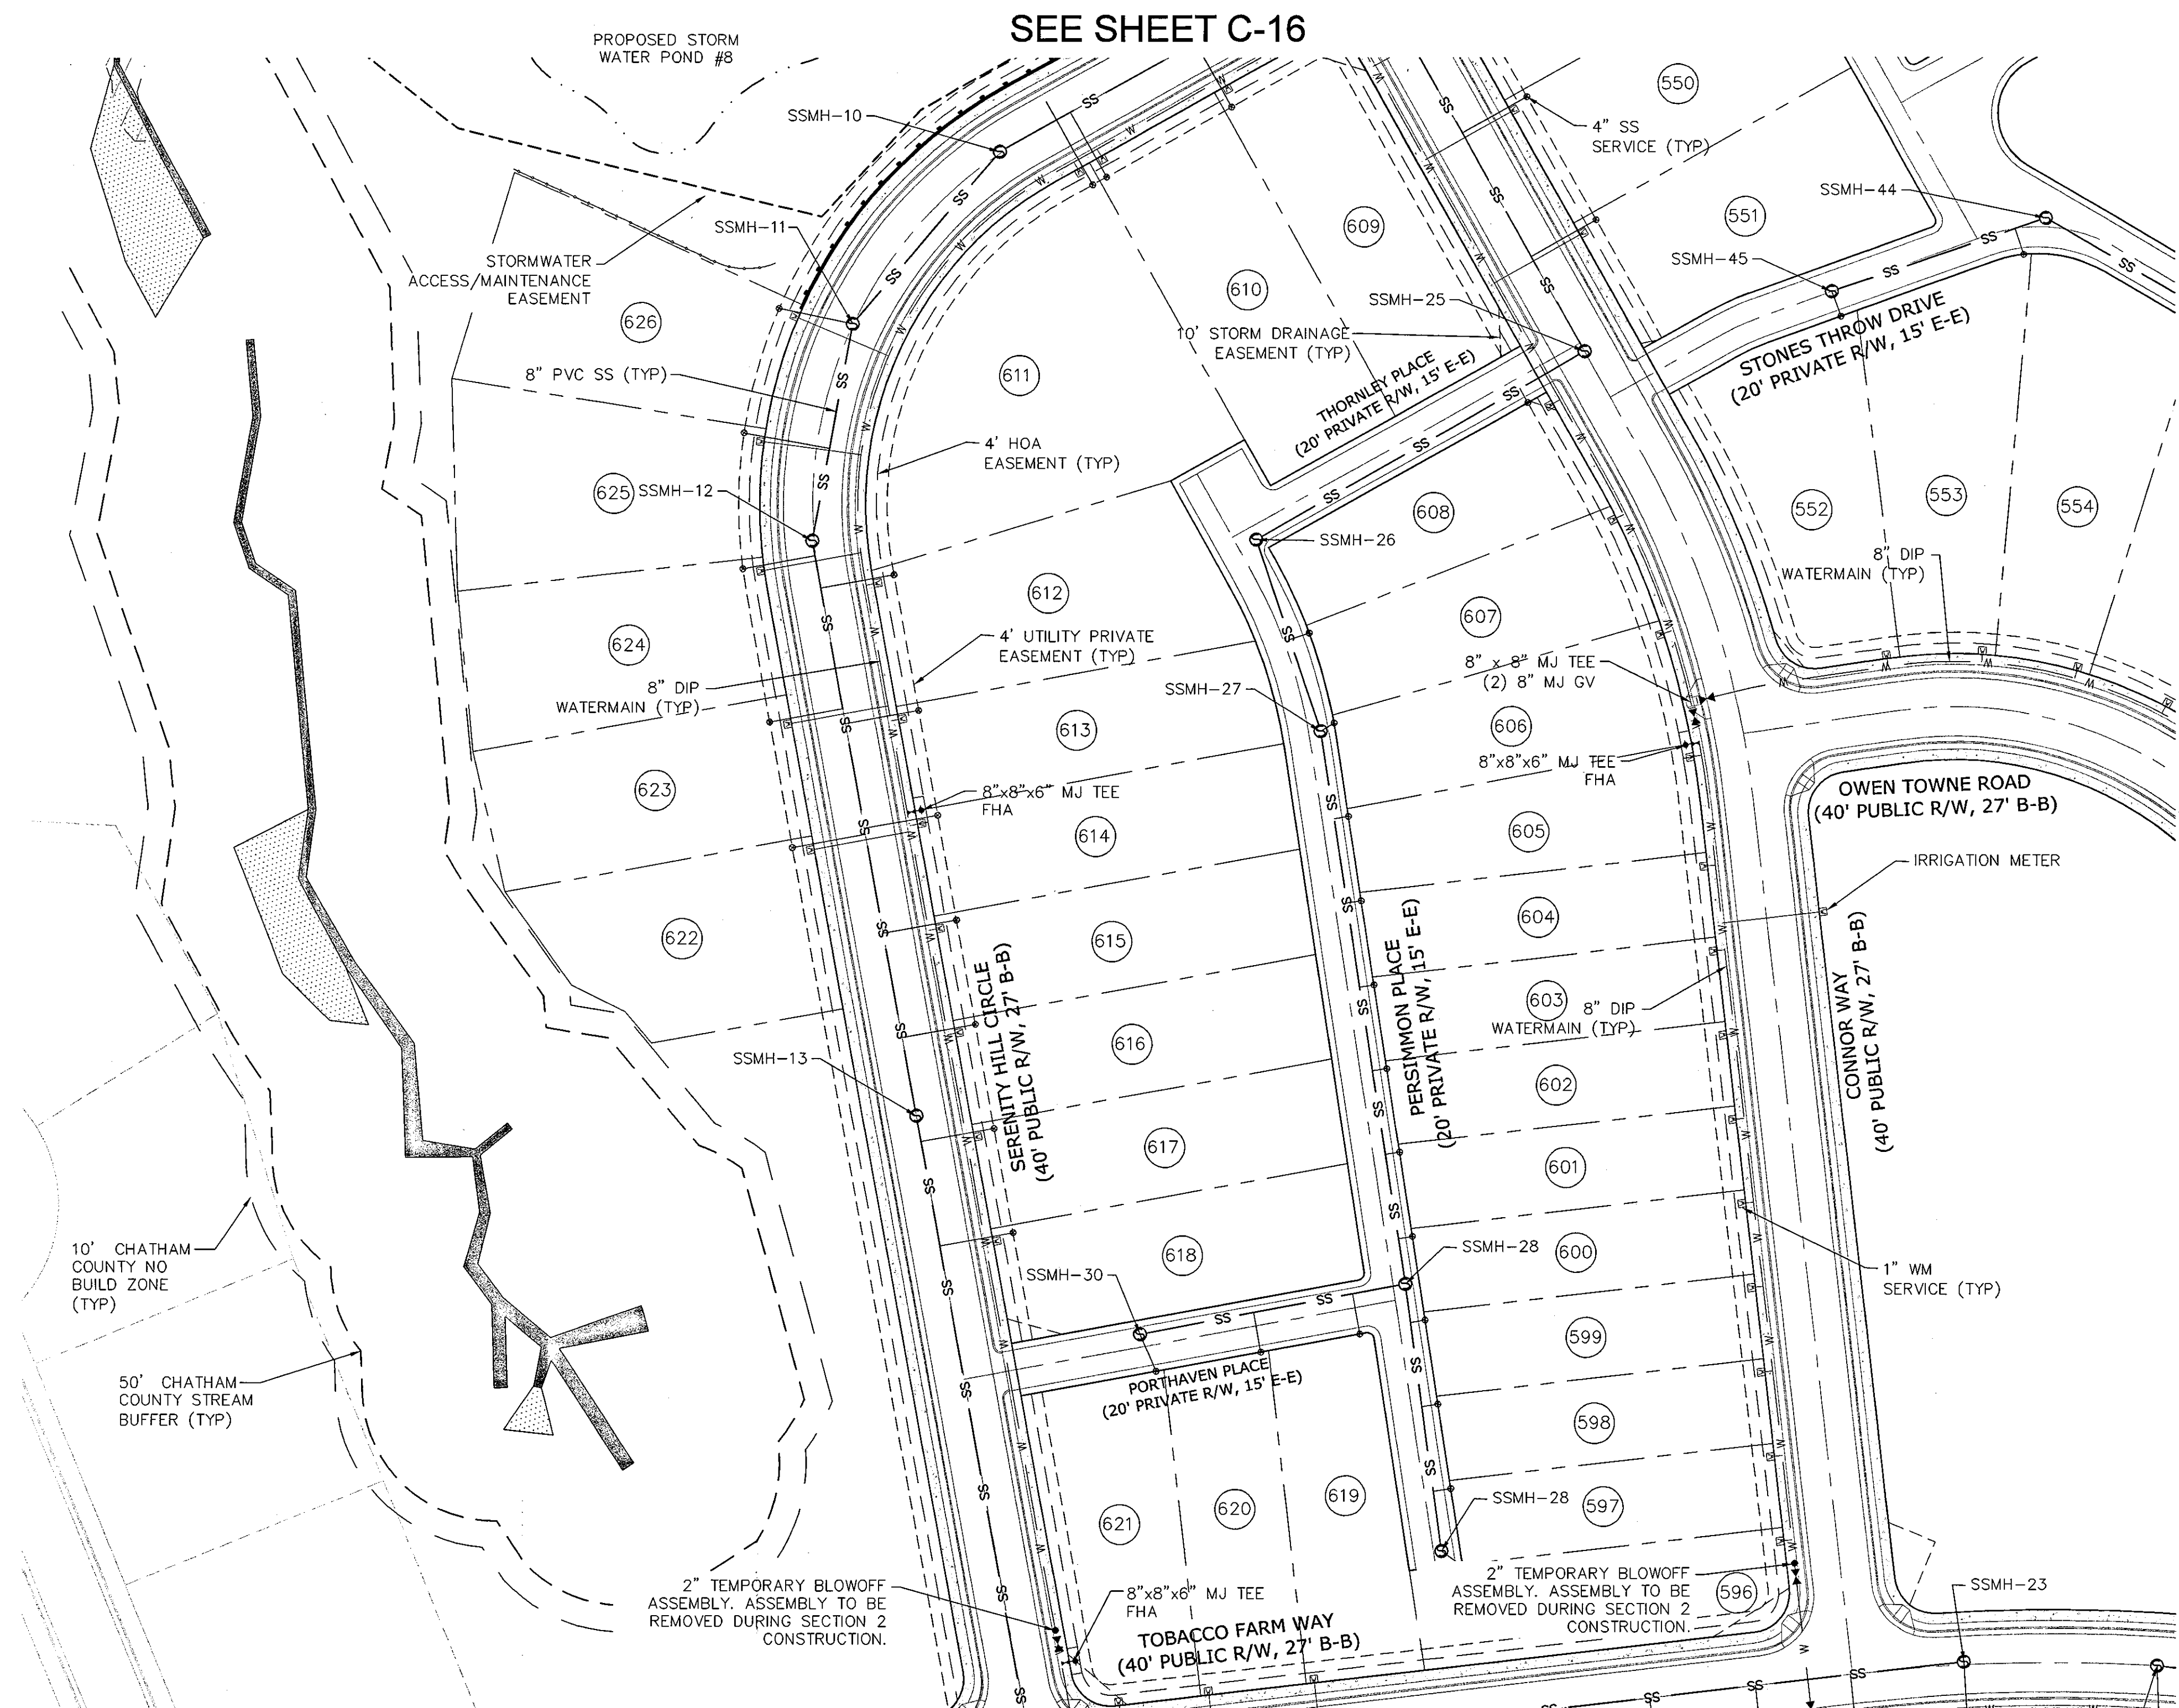 SEE SHEET C-16
PROPOSED STORM
WATER POND #8
SSMH-10
SSMH-11
STORMWATER
ACCESS/MAINTENANCE
EASEMENT
626
8" PVC SS (TYP)
611
4' HOA
EASEMENT (TYP)
610
609
10' STORM DRAINAGE
EASEMENT (TYP)
SSMH-25
THORNLEY PLACE
(20' PRIVATE R/W, 15' E-E)
550
4" SS
SERVICE (TYP)
551
SSMH-44
SSMH-45
STONES THROW DRIVE
(20' PRIVATE R/W, 15' E-E)
625
SSMH-12
608
SSMH-26
552
553
554
8" DIP
WATERMAIN (TYP)
612
607
624
4' UTILITY PRIVATE
EASEMENT (TYP)
8" DIP
WATERMAIN (TYP)
SSMH-27
8" x 8" MJ TEE
(2) 8" MJ GV
613
606
8"x8"x6" MJ TEE
FHA
623
8"x8"x6" MJ TEE
FHA
614
605
OWEN TOWNE ROAD
(40' PUBLIC R/W, 27' B-B)
IRRIGATION METER
622
615
604
SERENITY HILL CIRCLE
(40' PUBLIC R/W, 27' B-B)
PERSIMMON PLACE
(20' PRIVATE R/W, 15' E-E)
CONNOR WAY
(40' PUBLIC R/W, 27' B-B)
603
8" DIP
WATERMAIN (TYP)
616
SSMH-13
602
617
601
10' CHATHAM
COUNTY NO
BUILD ZONE
(TYP)
618
SSMH-28
600
SSMH-30
1" WM
SERVICE (TYP)
599
50' CHATHAM
COUNTY STREAM
BUFFER (TYP)
PORTHAVEN PLACE
(20' PRIVATE R/W, 15' E-E)
598
621
620
619
SSMH-28
597
2" TEMPORARY BLOWOFF
ASSEMBLY. ASSEMBLY TO BE
REMOVED DURING SECTION 2
CONSTRUCTION.
8"x8"x6" MJ TEE
FHA
TOBACCO FARM WAY
(40' PUBLIC R/W, 27' B-B)
2" TEMPORARY BLOWOFF
ASSEMBLY. ASSEMBLY TO BE
REMOVED DURING SECTION 2
CONSTRUCTION.
596
SSMH-23